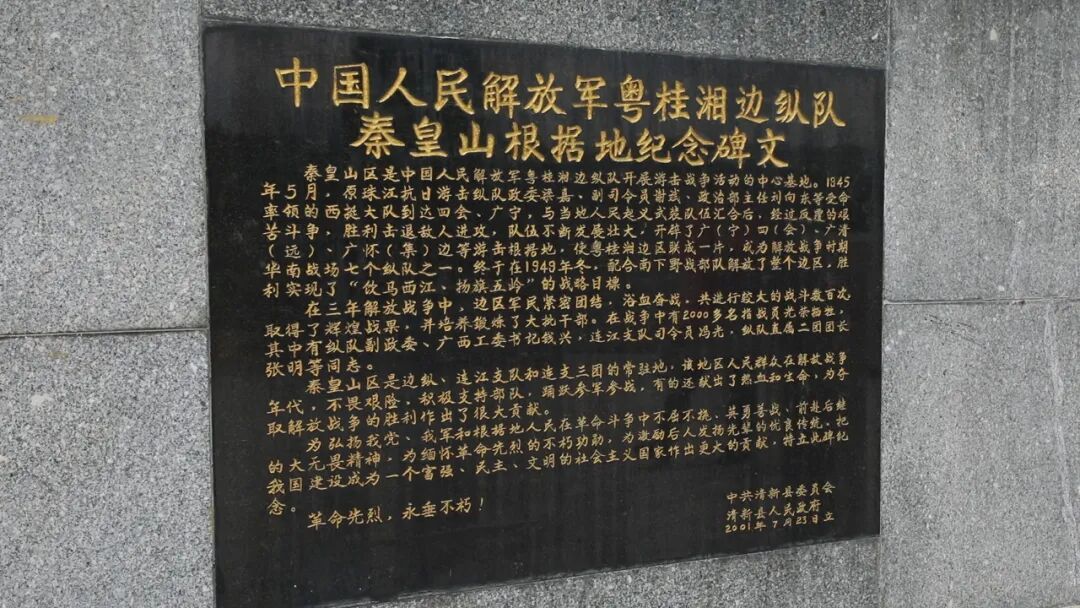 中国人民解放军粤桂湘边纵队
秦皇山根据地纪念碑文
秦皇山区是中国人民解放军粤桂湘边纵队开展游击战争活动的中心基地。1945
年5月，原珠江抗日游击纵队政委梁嘉、副司令员谢斌、政治部主任刘向东等受命
率领的西挺大队到达四会、广宁，与当地人民起义武装队伍汇合后，经过反覆的艰
苦斗争，胜利击退敌人进攻，队伍不断发展壮大，开辟了广（宁）四（会）、广清
（远）、广怀（集）边等游击根据地，使粤桂湘边区联成一片，成为解放战争时期
华南战场七个纵队之一。终于在1949年冬，配合南下野战部队解放了整个边区，胜
利实现了“饮马西江、扬旗五岭”的战略目标。
在三年解放战争中，边区军民紧密团结，浴血奋战，共进行较大的战斗数百次，
取得了辉煌战果，并培养锻炼了大批干部。在战争中有2000多名指战员光荣牺牲，
其中有纵队副政委、广西工委书记钱兴，连江支队司令员冯光，纵队直属二团团长
张明等同志。
秦皇山区是边纵、连江支队和连支三团的常驻地，该地区人民群众在解放战争
年代，不畏艰险，积极支持部队，踊跃参军参战，有的还献出了热血和生命，为夺
取解放战争的胜利作出了很大贡献。
为弘扬我党、我军和根据地人民在革命斗争中不屈不挠、英勇善战、前赴后继
的大无畏精神，为缅怀革命先烈的不朽功勋，为激励后人发扬先辈的优良传统，把
我国建设成为一个富强、民主、文明的社会主义国家作出更大的贡献，特立此碑纪
念。
革命先烈，永垂不朽！
中共清新县委员会
清新县人民政府
2001.年7月23日立